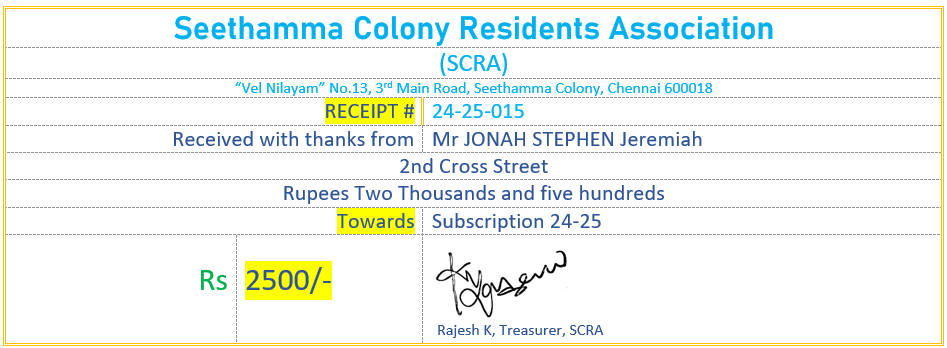 Seethamma Colony Residents Association
(SCRA)
“Vel Nilayam” No.13, 3rd Main Road, Seethamma Colony, Chennai 600018
RECEIPT # 24-25-015
Received with thanks from Mr JONAH STEPHEN Jeremiah
2nd Cross Street
Rupees Two Thousands and five hundreds
Towards Subscription 24-25
Rs 2500/-
Rajesh K, Treasurer, SCRA